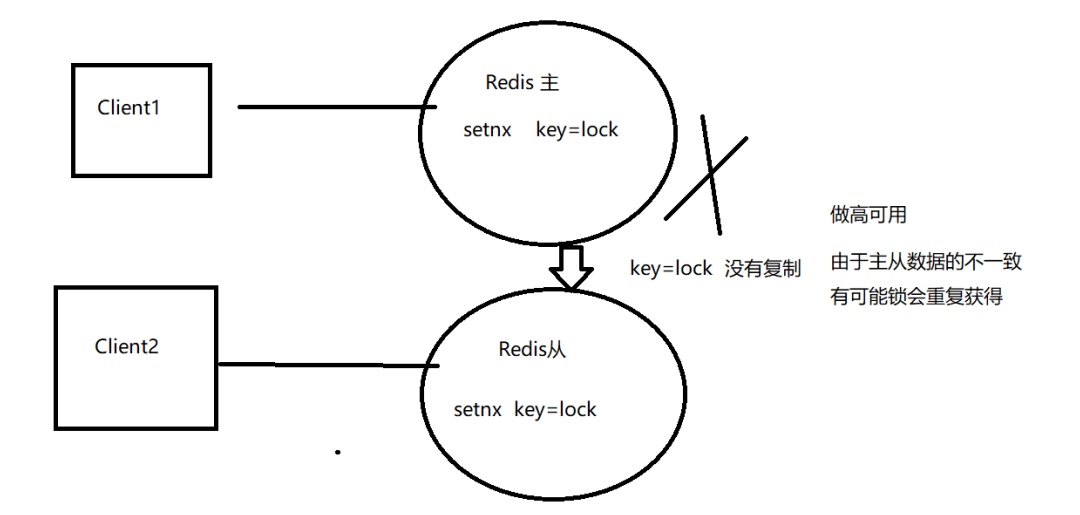 Client1
Redis 主
setnx key=lock
做高可用
key=lock 没有复制
由于主从数据的不一致
有可能锁会重复获得
Client2
Redis从
setnx key=lock